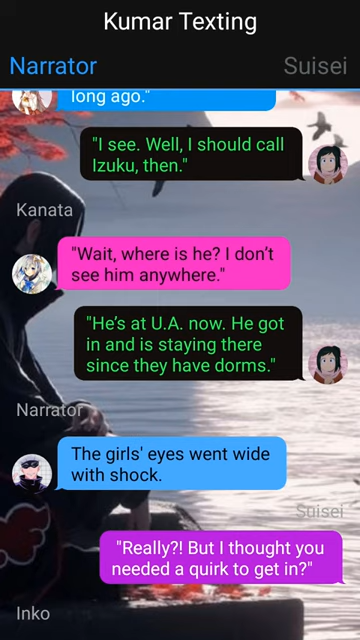 Kumar Texting
Narrator
Suisei
long ago."
"I see. Well, I should call
Izuku, then."
Kanata
"Wait, where is he? I don't
see him anywhere."
"He's at U.A. now. He got
in and is staying there
since they have dorms."
Narrator
The girls' eyes went wide
with shock.
Suisei
"Really?! But I thought you
needed a quirk to get in?"
Inko